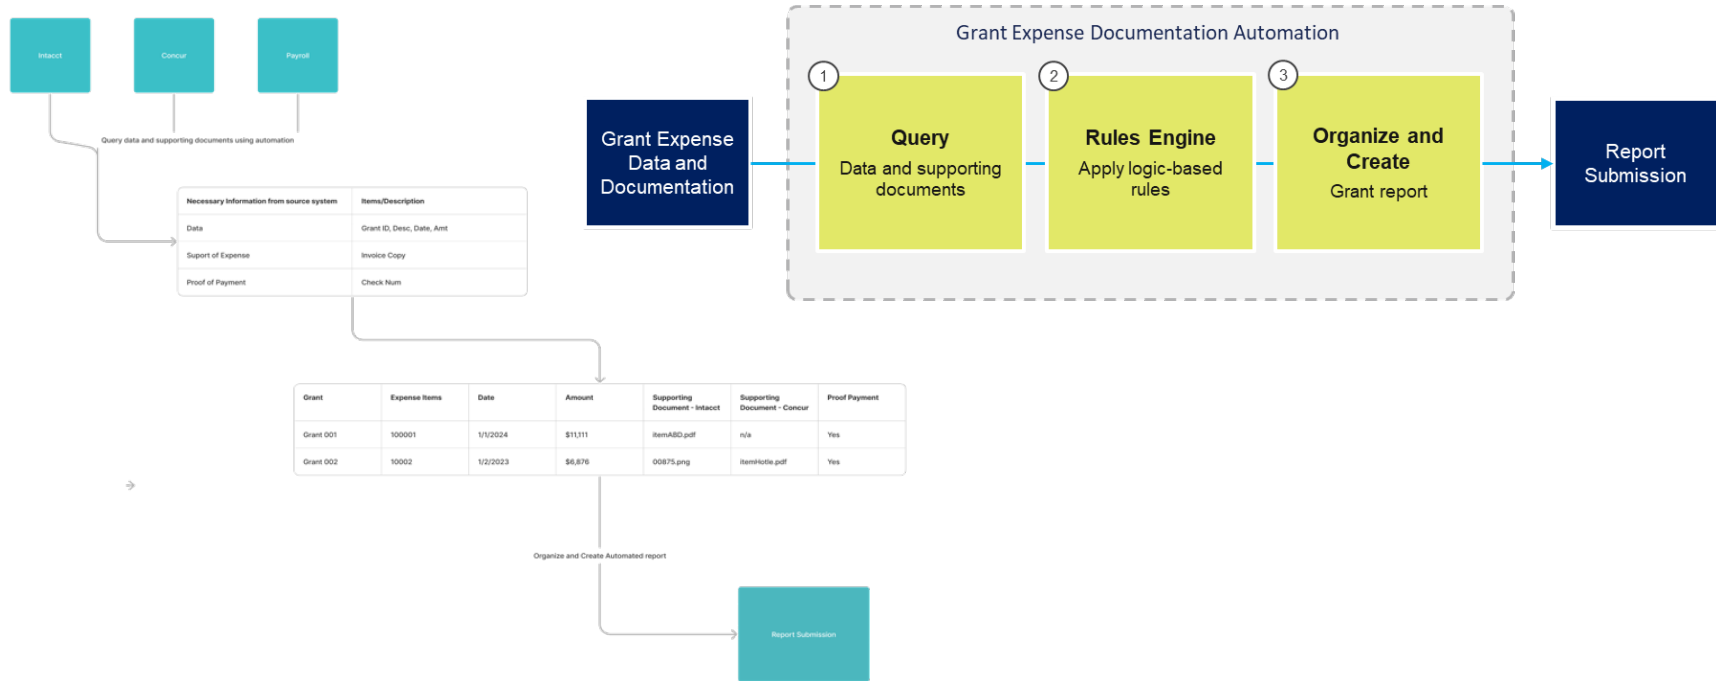 Intacct
Concur
Payroll
Query data and supporting documents using automation
Necessary Information from source system Items/Description
Data Grant ID, Desc, Date, Amt
Suport of Expense Invoice Copy
Proof of Payment Check Num
Grant Expense Items Date Amount Supporting Document - Intacct Supporting Document - Concur Proof Payment
Grant 001 100001 1/1/2024 $11,111 itemABD.pdf n/a Yes
Grant 002 10002 1/2/2023 $6,876 00875.png itemHotle.pdf Yes
Organize and Create Automated report
Report Submission
Grant Expense Documentation Automation
Grant Expense
Data and
Documentation
1
Query
Data and supporting
documents
2
Rules Engine
Apply logic-based
rules
3
Organize and
Create
Grant report
Report
Submission